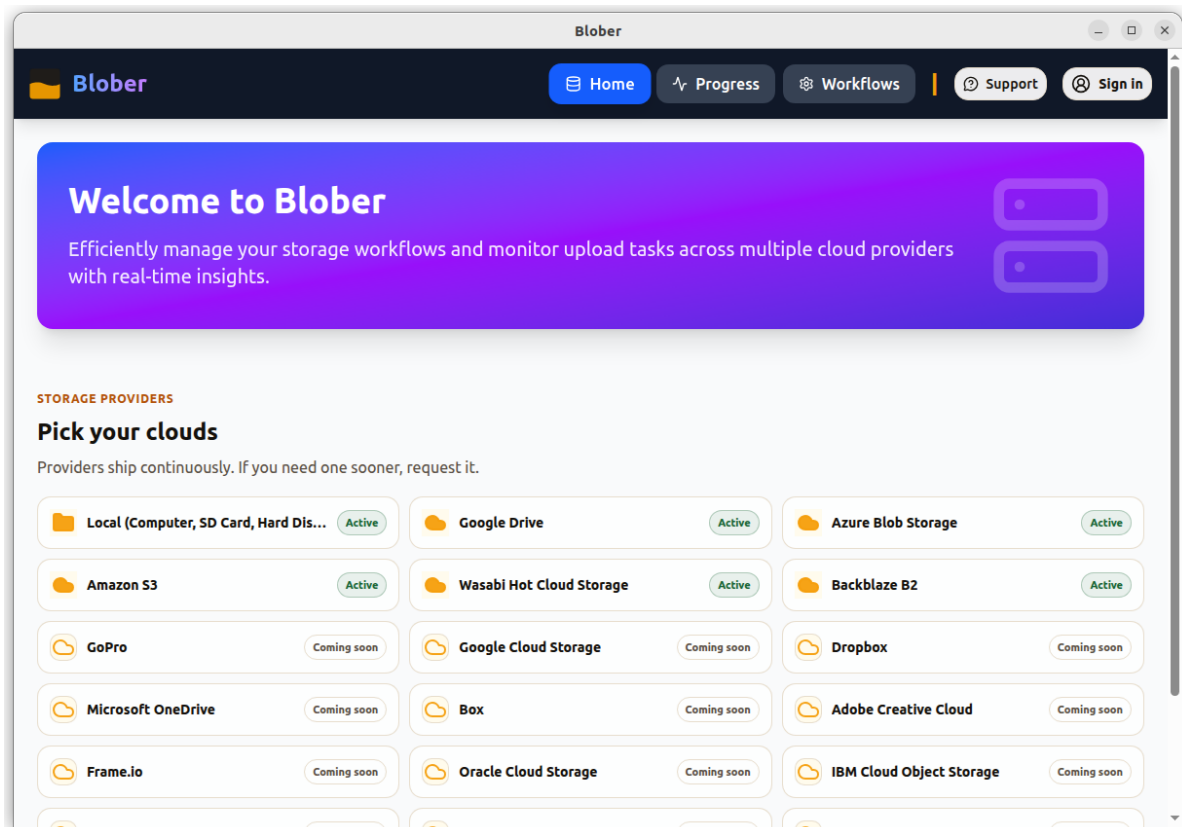 Blober
Blober
Home
Progress
Workflows
Support
Sign in
Welcome to Blober
Efficiently manage your storage workflows and monitor upload tasks across multiple cloud providers
with real-time insights.
STORAGE PROVIDERS
Pick your clouds
Providers ship continuously. If you need one sooner, request it.
Local (Computer, SD Card, Hard Dis...
Active
Google Drive
Active
Azure Blob Storage
Active
Amazon S3
Active
Wasabi Hot Cloud Storage
Active
Backblaze B2
Active
GoPro
Coming soon
Google Cloud Storage
Coming soon
Dropbox
Coming soon
Microsoft OneDrive
Coming soon
Box
Coming soon
Adobe Creative Cloud
Coming soon
Frame.io
Coming soon
Oracle Cloud Storage
Coming soon
IBM Cloud Object Storage
Coming soon